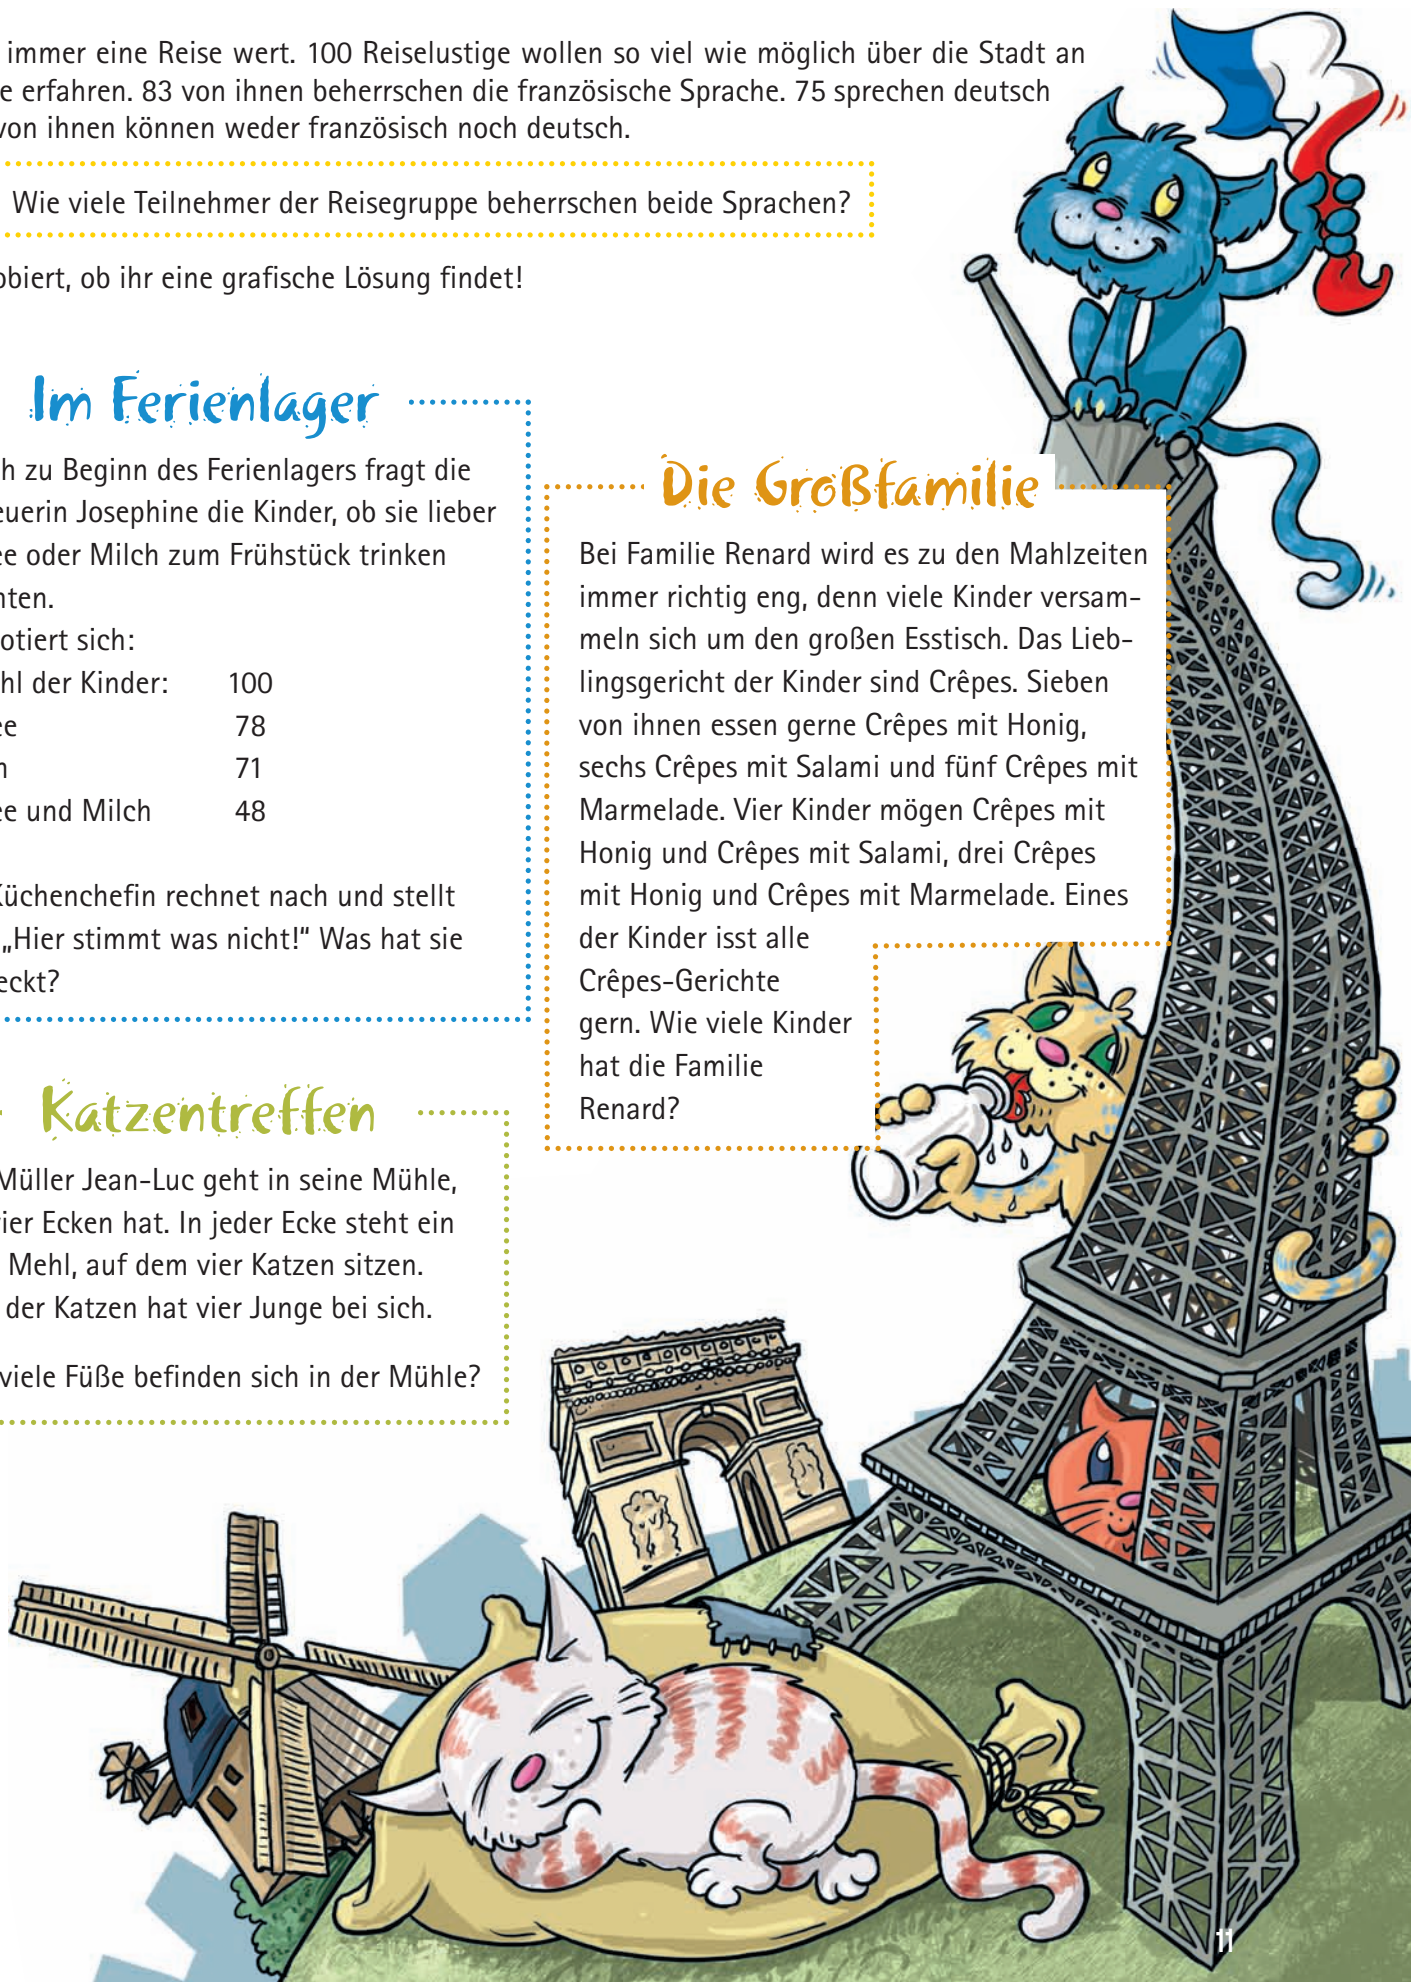 immer eine Reise wert. 100 Reiselustige wollen so viel wie möglich über die Stadt an
e erfahren. 83 von ihnen beherrschen die französische Sprache. 75 sprechen deutsch
von ihnen können weder französisch noch deutsch.
Wie viele Teilnehmer der Reisegruppe beherrschen beide Sprachen?
obiert, ob ihr eine grafische Lösung findet!
Im Ferienlager
h zu Beginn des Ferienlagers fragt die
euerin Josephine die Kinder, ob sie lieber
ee oder Milch zum Frühstück trinken
hten.
otiert sich:
hl der Kinder: 100
ee 78
h 71
ee und Milch 48
Küchenchefin rechnet nach und stellt
„Hier stimmt was nicht!“ Was hat sie
eckt?
Die Großfamilie
Bei Familie Renard wird es zu den Mahlzeiten
immer richtig eng, denn viele Kinder versam-
meln sich um den großen Esstisch. Das Lieb-
lingsgericht der Kinder sind Crêpes. Sieben
von ihnen essen gerne Crêpes mit Honig,
sechs Crêpes mit Salami und fünf Crêpes mit
Marmelade. Vier Kinder mögen Crêpes mit
Honig und Crêpes mit Salami, drei Crêpes
mit Honig und Crêpes mit Marmelade. Eines
der Kinder isst alle
Crêpes-Gerichte
gern. Wie viele Kinder
hat die Familie
Renard?
Katzentreffen
Müller Jean-Luc geht in seine Mühle,
ier Ecken hat. In jeder Ecke steht ein
Mehl, auf dem vier Katzen sitzen.
der Katzen hat vier Junge bei sich.
viele Füße befinden sich in der Mühle?
11